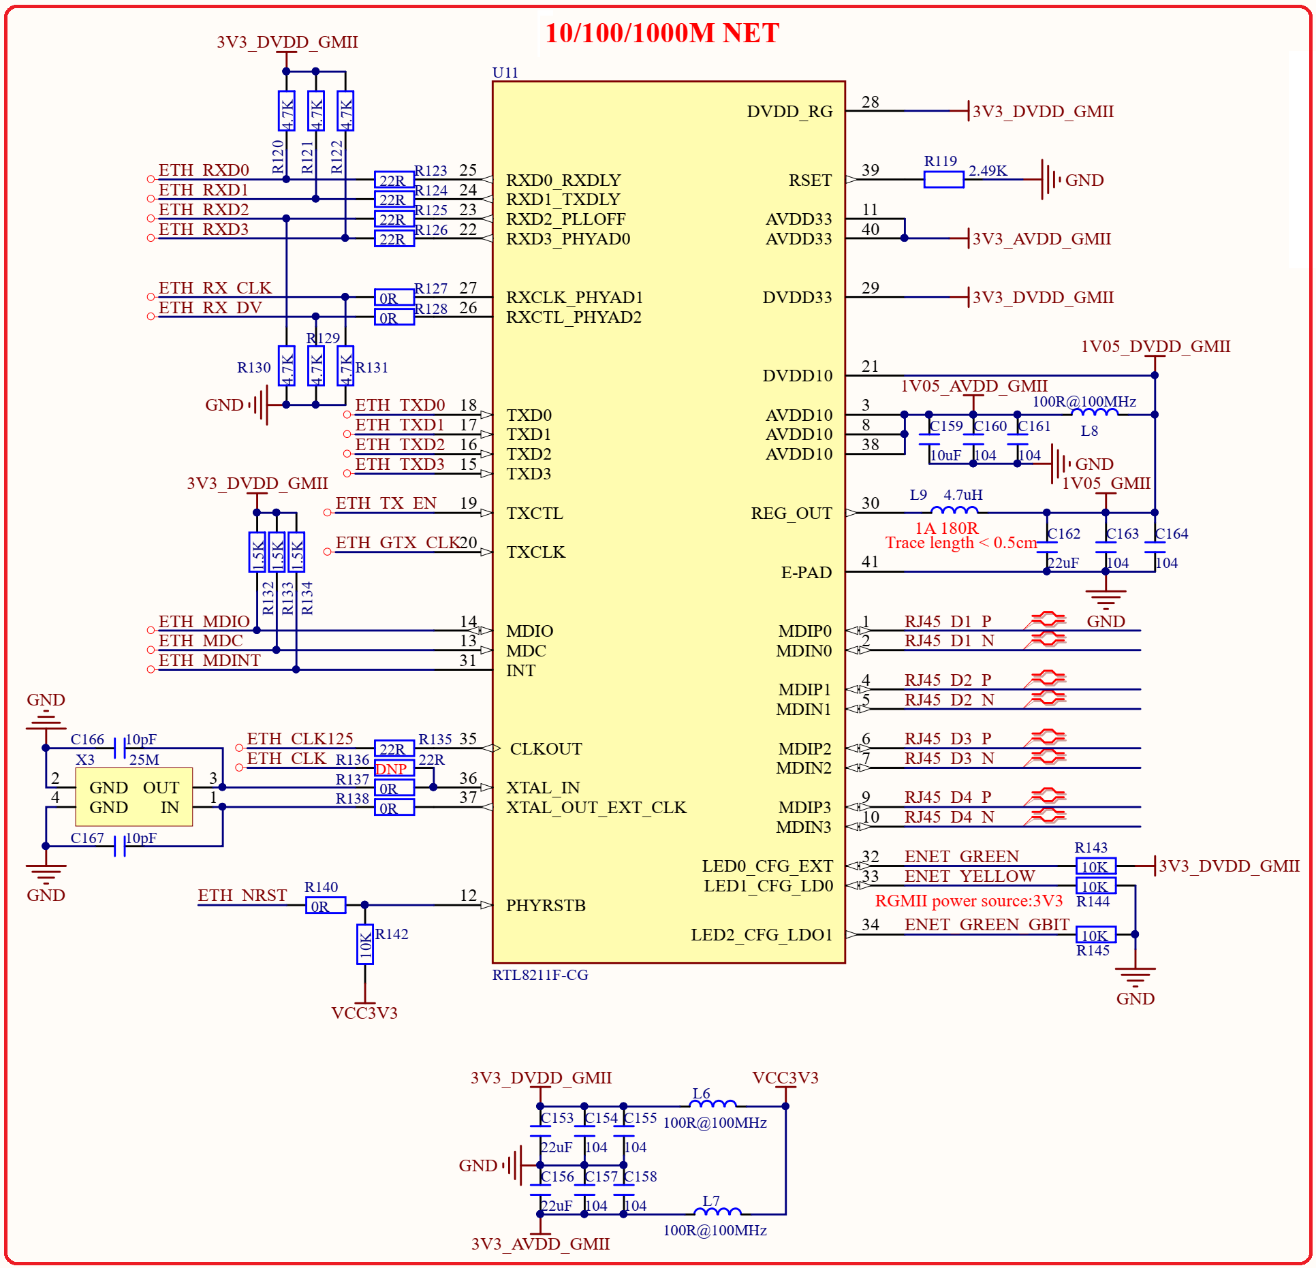 10/100/1000M NET
3V3_DVDD_GMII
U11
4.7K
4.7K
4.7K
R120
R121
R122
DVDD_RG
28
3V3_DVDD_GMII
ETH_RXD0
22R
R123
25
RXD0_RXDLY
RSET
39
R119
2.49K
GND
ETH_RXD1
22R
R124
24
RXD1_TXDLY
ETH_RXD2
22R
R125
23
RXD2_PLLOFF
AVDD33
11
ETH_RXD3
22R
R126
22
RXD3_PHYAD0
AVDD33
40
3V3_AVDD_GMII
ETH_RX_CLK
0R
R127
27
RXCLK_PHYAD1
DVDD33
29
3V3_DVDD_GMII
ETH_RX_DV
0R
R128
26
RXCTL_PHYAD2
R129
R130
4.7K
4.7K
4.7K
R131
GND
1V05_DVDD_GMII
DVDD10
21
1V05_AVDD_GMII
100R@100MHz
L8
ETH_TXD0
18
TXD0
AVDD10
3
ETH_TXD1
17
TXD1
AVDD10
8
C159
C160
C161
ETH_TXD2
16
TXD2
AVDD10
38
10uF
104
104
GND
ETH_TXD3
15
TXD3
3V3_DVDD_GMII
1V05_GMII
ETH_TX_EN
19
TXCTL
REG_OUT
30
L9
4.7uH
1A 180R
Trace length < 0.5cm
C162
C163
C164
22uF
104
104
ETH_GTX_CLK
20
TXCLK
E-PAD
41
GND
1.5K
1.5K
1.5K
R132
R133
R134
ETH_MDIO
14
MDIO
MDIP0
1
RJ45_D1_P
ETH_MDC
13
MDC
MDIN0
2
RJ45_D1_N
ETH_MDINT
31
INT
MDIP1
4
RJ45_D2_P
MDIN1
5
RJ45_D2_N
GND
C166
10pF
X3
25M
ETH_CLK125
22R
R135
35
CLKOUT
MDIP2
6
RJ45_D3_P
ETH_CLK
R136
DNP
22R
MDIN2
7
RJ45_D3_N
2
GND
OUT
3
R137
0R
36
XTAL_IN
4
GND
IN
1
R138
0R
37
XTAL_OUT_EXT_CLK
MDIP3
9
RJ45_D4_P
MDIN3
10
RJ45_D4_N
C167
10pF
GND
LED0_CFG_EXT
32
ENET_GREEN
R143
10K
3V3_DVDD_GMII
LED1_CFG_LD0
33
ENET_YELLOW
10K
R144
RGMII power source:3V3
ETH_NRST
R140
0R
12
PHYRSTB
LED2_CFG_LDO1
34
ENET_GREEN_GBIT
10K
R145
10K
R142
VCC3V3
GND
RTL8211F-CG
3V3_DVDD_GMII
VCC3V3
L6
100R@100MHz
C153
C154
C155
22uF
104
104
GND
C156
C157
C158
22uF
104
104
L7
100R@100MHz
3V3_AVDD_GMII